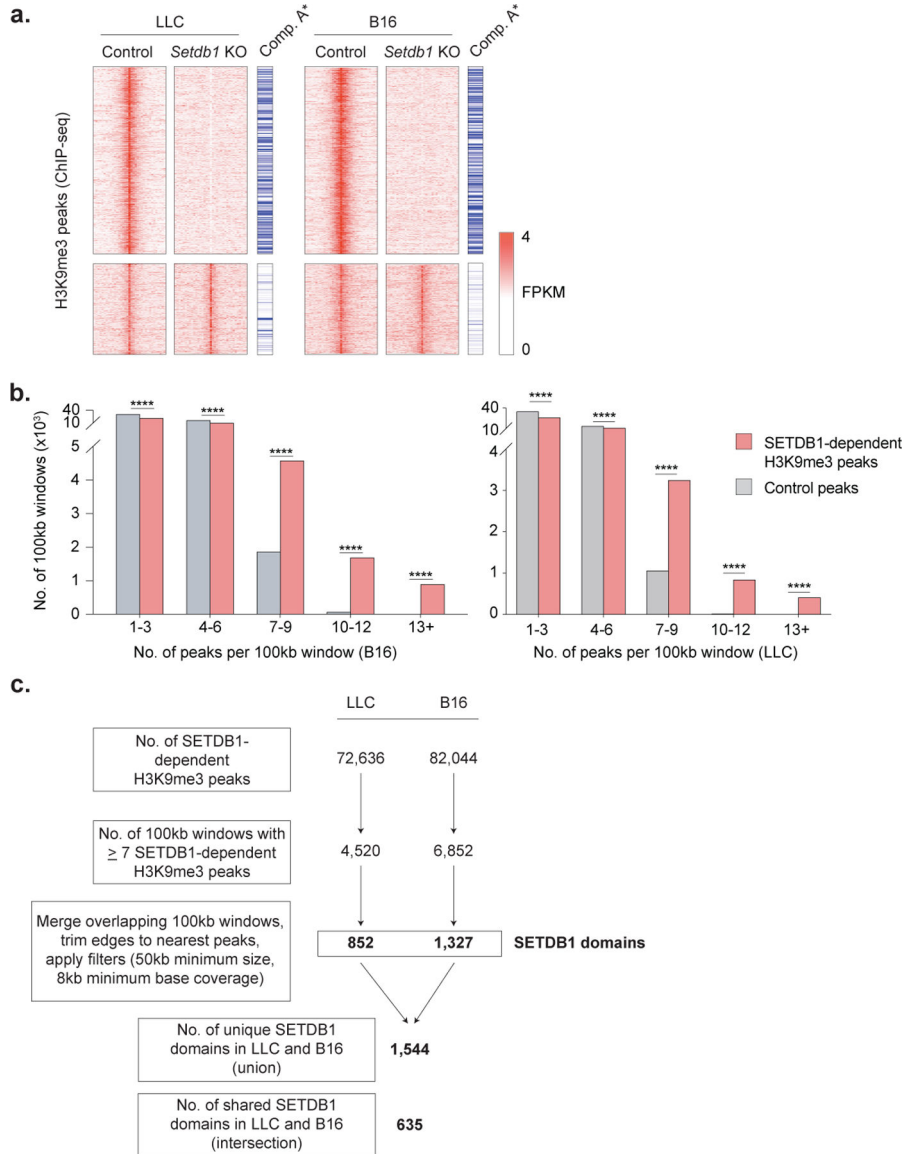 a.
LLC
B16
Control
Setdb1 KO
Comp. A*
Control
Setdb1 KO
Comp. A*
H3K9me3 peaks (ChIP-seq)
4
FPKM
0
b.
No. of 100kb windows (x10³)
40
10
5
4
3
2
1
0
****
****
****
****
****
1-3
4-6
7-9
10-12
13+
No. of peaks per 100kb window (B16)
40
10
4
3
2
1
0
****
****
****
****
****
1-3
4-6
7-9
10-12
13+
No. of peaks per 100kb window (LLC)
SETDB1-dependent
H3K9me3 peaks
Control peaks
c.
LLC
B16
No. of SETDB1-
dependent
H3K9me3 peaks
72,636
82,044
No. of 100kb windows with
≥ 7 SETDB1-dependent
H3K9me3 peaks
4,520
6,852
Merge overlapping 100kb windows,
trim edges to nearest peaks,
apply filters (50kb minimum size,
8kb minimum base coverage)
852
1,327
SETDB1 domains
No. of unique SETDB1
domains in LLC and B16
(union)
1,544
No. of shared SETDB1
domains in LLC and B16
(intersection)
635